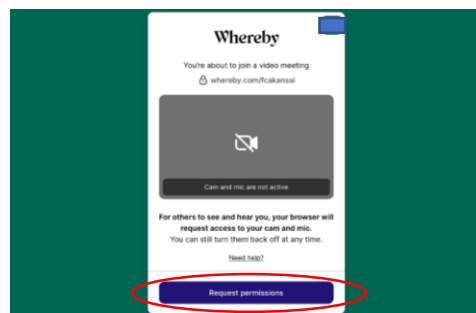 Whereby
You're about to join a video meeting
whereby.com/fcakansai
Cam and mic are not active
For others to see and hear you, your browser will
request access to your cam and mic.
You can still turn them back off at any time.
Need help?
Request permissions